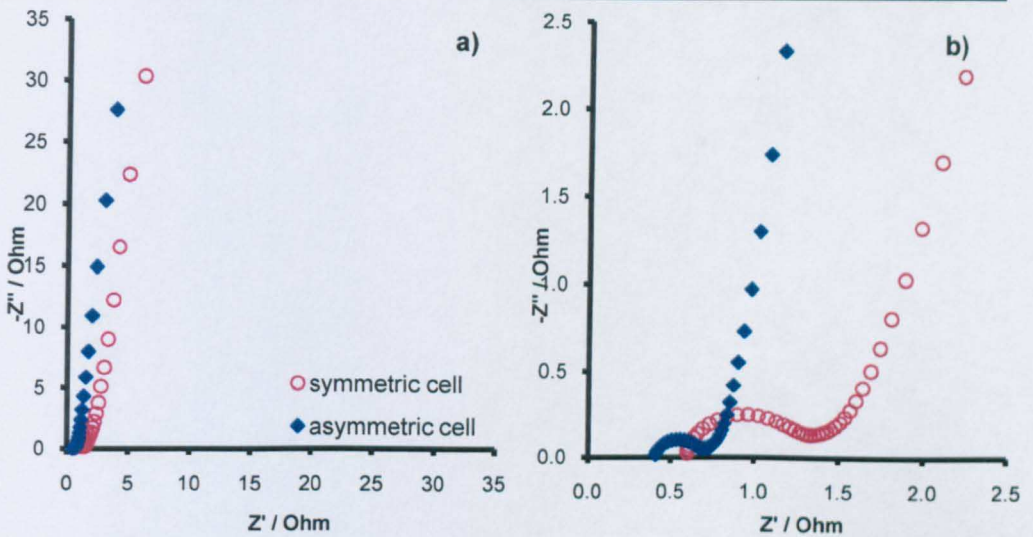 35
30
25
20
15
10
5
0
-Z'' / Ohm
a)
symmetric cell
asymmetric cell
0 5 10 15 20 25 30 35
Z' / Ohm
2.5
2.0
1.5
1.0
0.5
0.0
-Z'' / Ohm
b)
0.0 0.5 1.0 1.5 2.0 2.5
Z' / Ohm